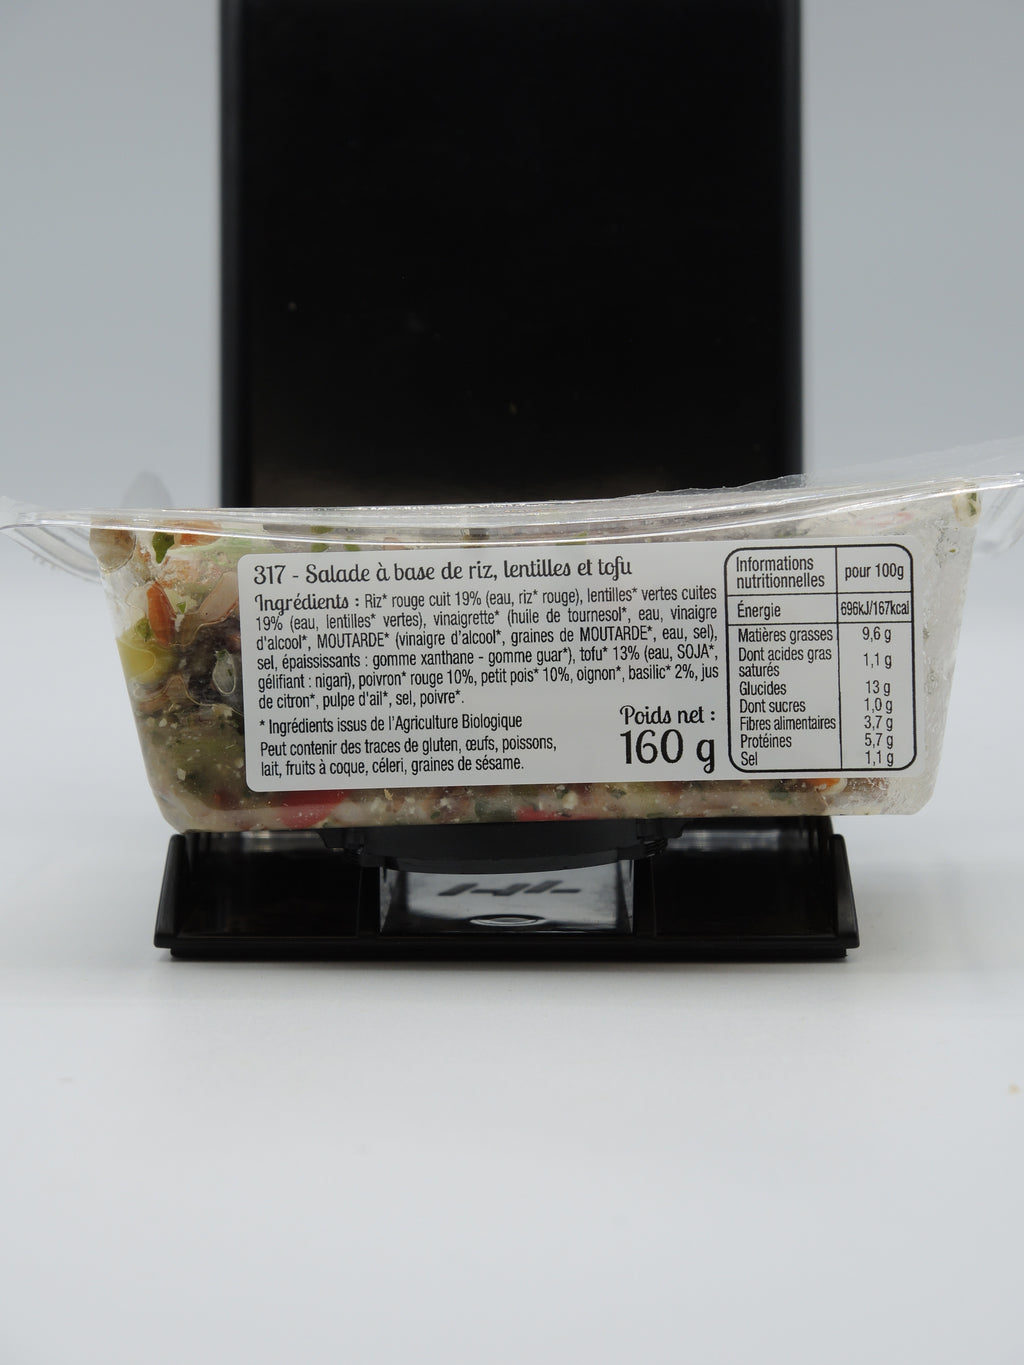 317 - Salade à base de riz, lentilles et tofu
Ingrédients : Riz* rouge cuit 19% (eau, riz* rouge), lentilles* vertes cuites
19% (eau, lentilles* vertes), vinaigrette* (huile de tournesol*, eau, vinaigre
d'alcool*, MOUTARDE* (vinaigre d'alcool*, graines de MOUTARDE*, eau, sel),
sel, épaississants : gomme xanthane - gomme guar*), tofu* 13% (eau, SOJA*,
gélifiant : nigari), poivron* rouge 10%, petit pois* 10%, oignon*, basilic* 2%, jus
de citron*, pulpe d'ail*, sel, poivre*.
* Ingrédients issus de l'Agriculture Biologique
Peut contenir des traces de gluten, œufs, poissons,
lait, fruits à coque, céleri, graines de sésame.
Poids net :
160 g
Informations
nutritionnelles pour 100g
Énergie 696kJ/167kcal
Matières grasses 9,6 g
Dont acides gras
saturés 1,1 g
Glucides 13 g
Dont sucres 1,0 g
Fibres alimentaires 3,7 g
Protéines 5,7 g
Sel 1,1 g